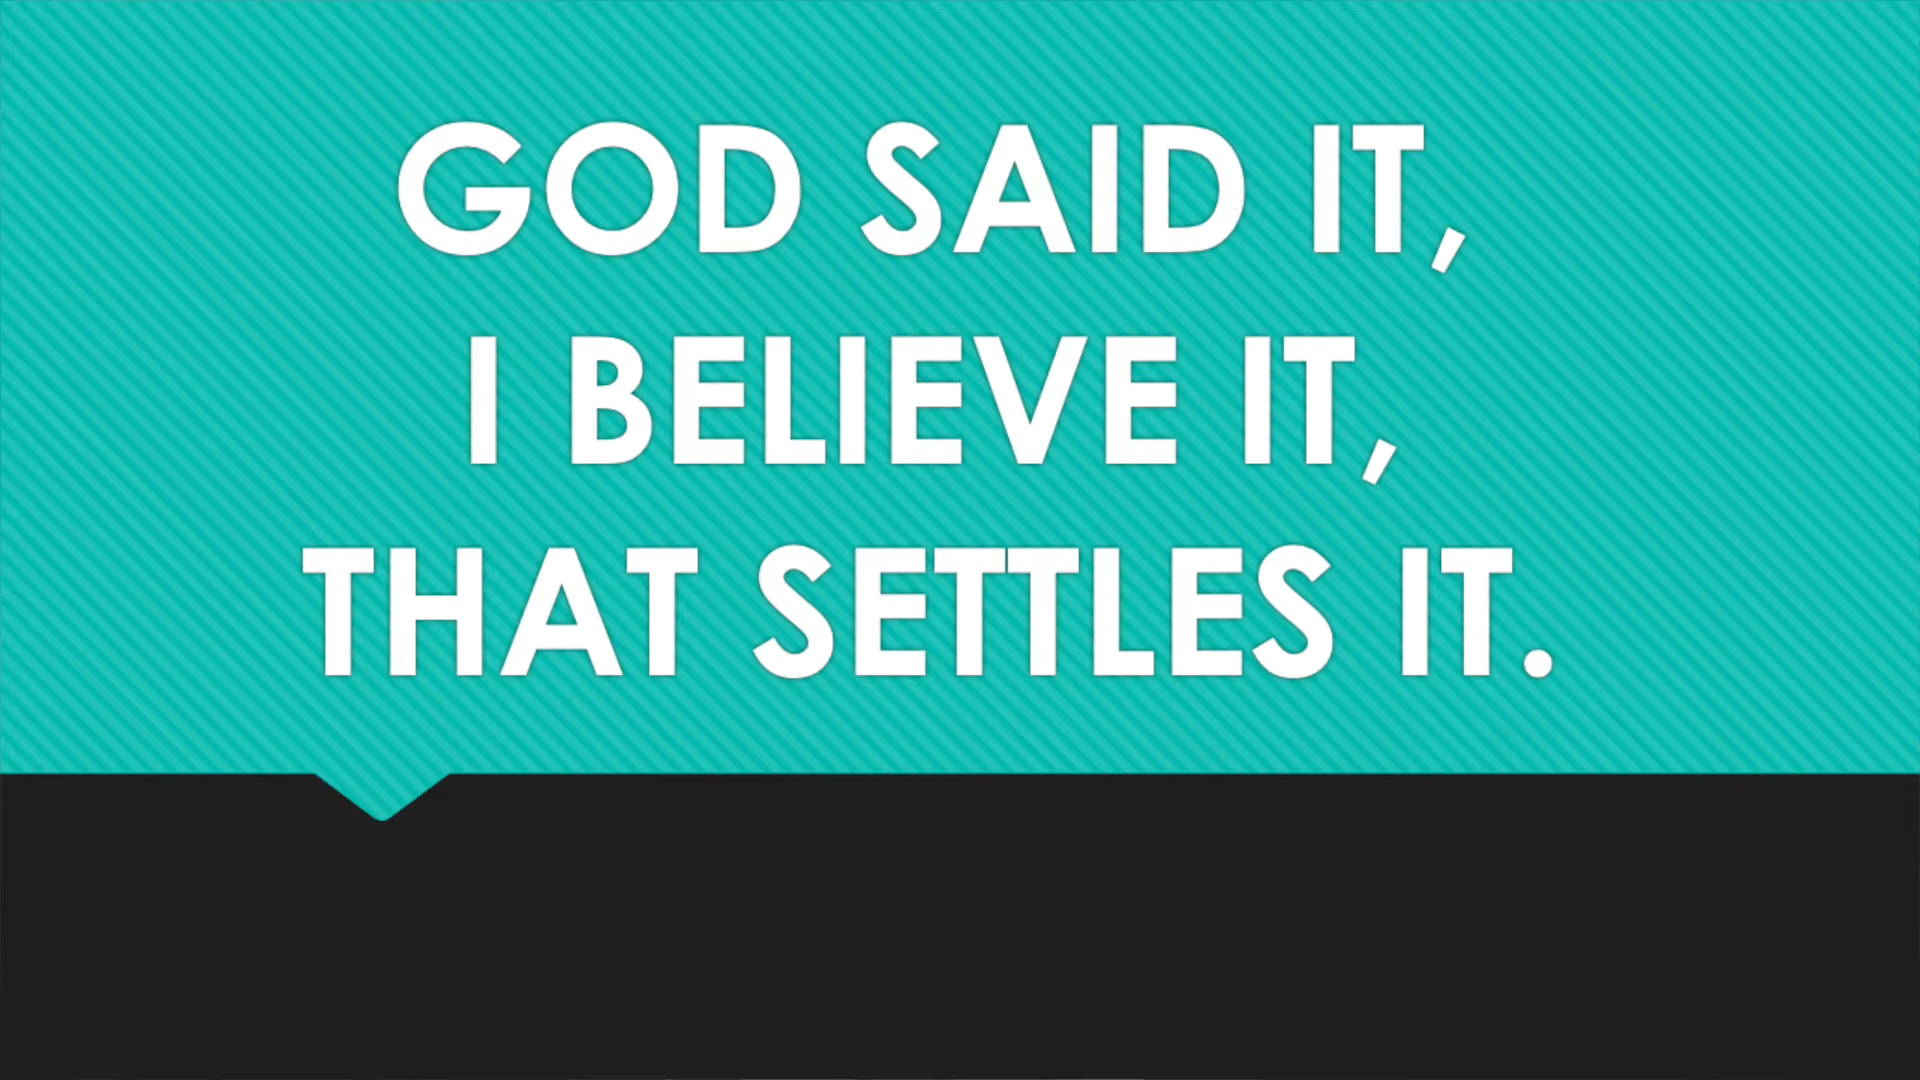 GOD SAID IT,
I BELIEVE IT,
THAT SETTLES IT.